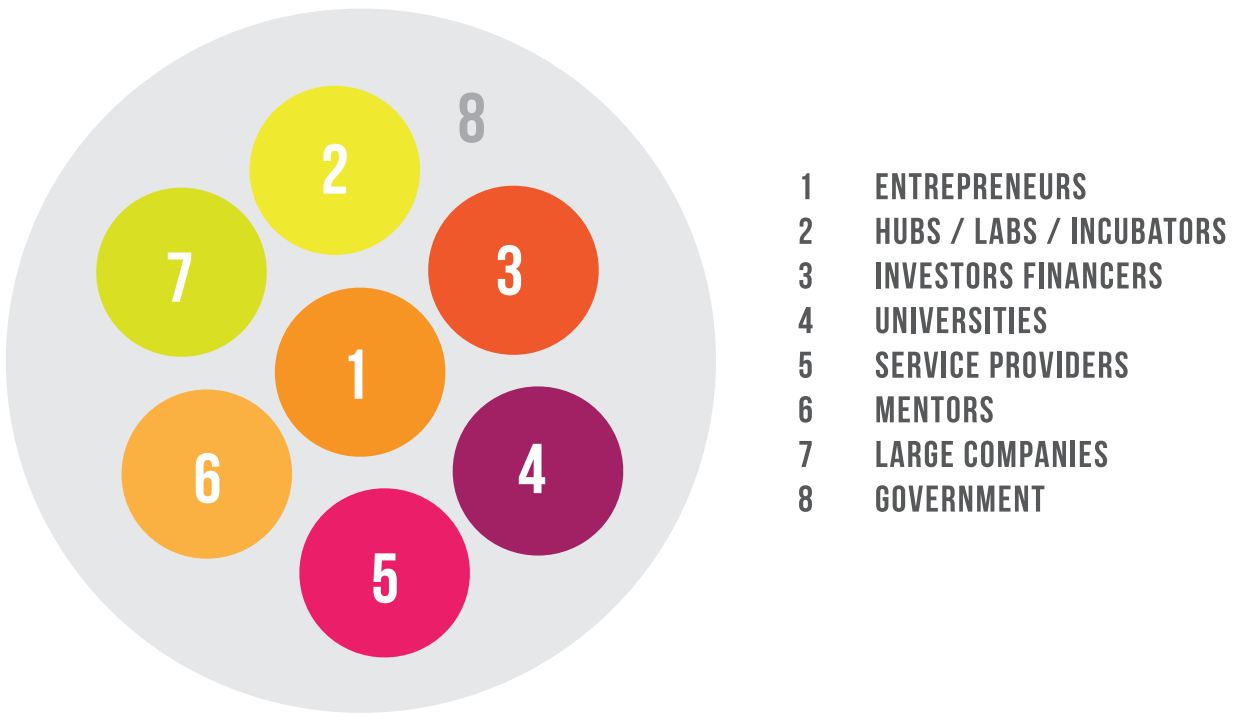 8
2
7
3
1
6
4
5
1 ENTREPRENEURS
2 HUBS / LABS / INCUBATORS
3 INVESTORS FINANCERS
4 UNIVERSITIES
5 SERVICE PROVIDERS
6 MENTORS
7 LARGE COMPANIES
8 GOVERNMENT